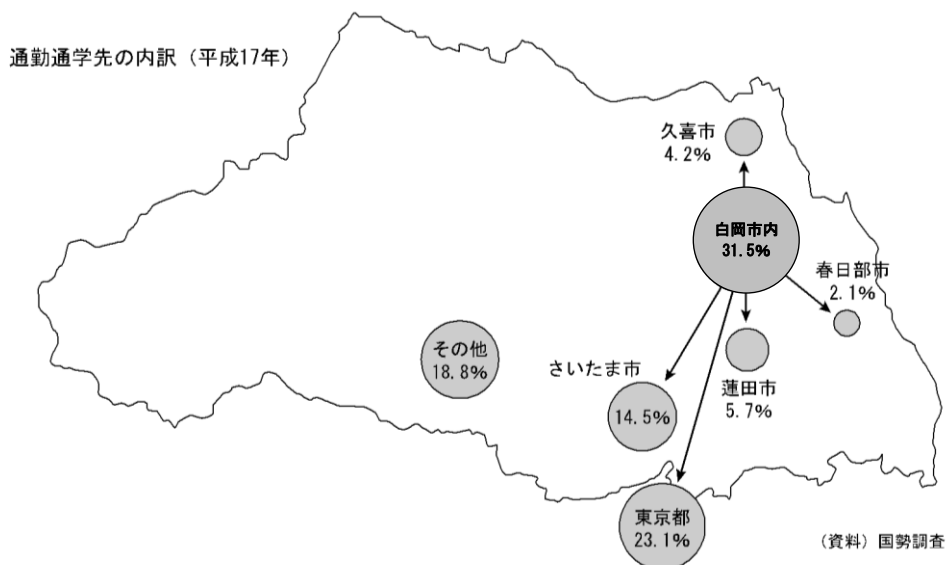 通勤通学先の内訳（平成17年）
久喜市
4.2%
白岡市内
31.5%
春日部市
2.1%
その他
18.8%
さいたま市
14.5%
蓮田市
5.7%
東京都
23.1%
（資料）国勢調査